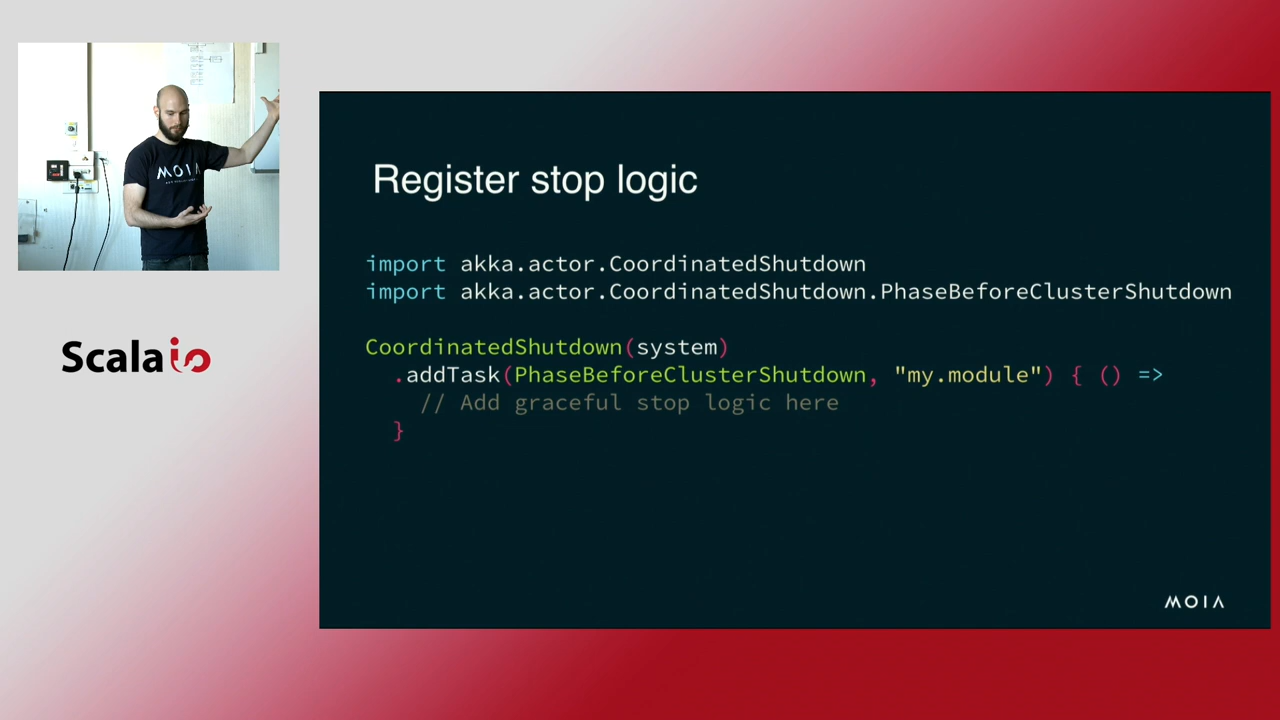 MOIA
Scala.io
Register stop logic
import akka.actor.CoordinatedShutdown
import akka.actor.CoordinatedShutdown.PhaseBeforeClusterShutdown
CoordinatedShutdown(system)
.addTask(PhaseBeforeClusterShutdown, "my.module") { () =>
// Add graceful stop logic here
}
MOIA